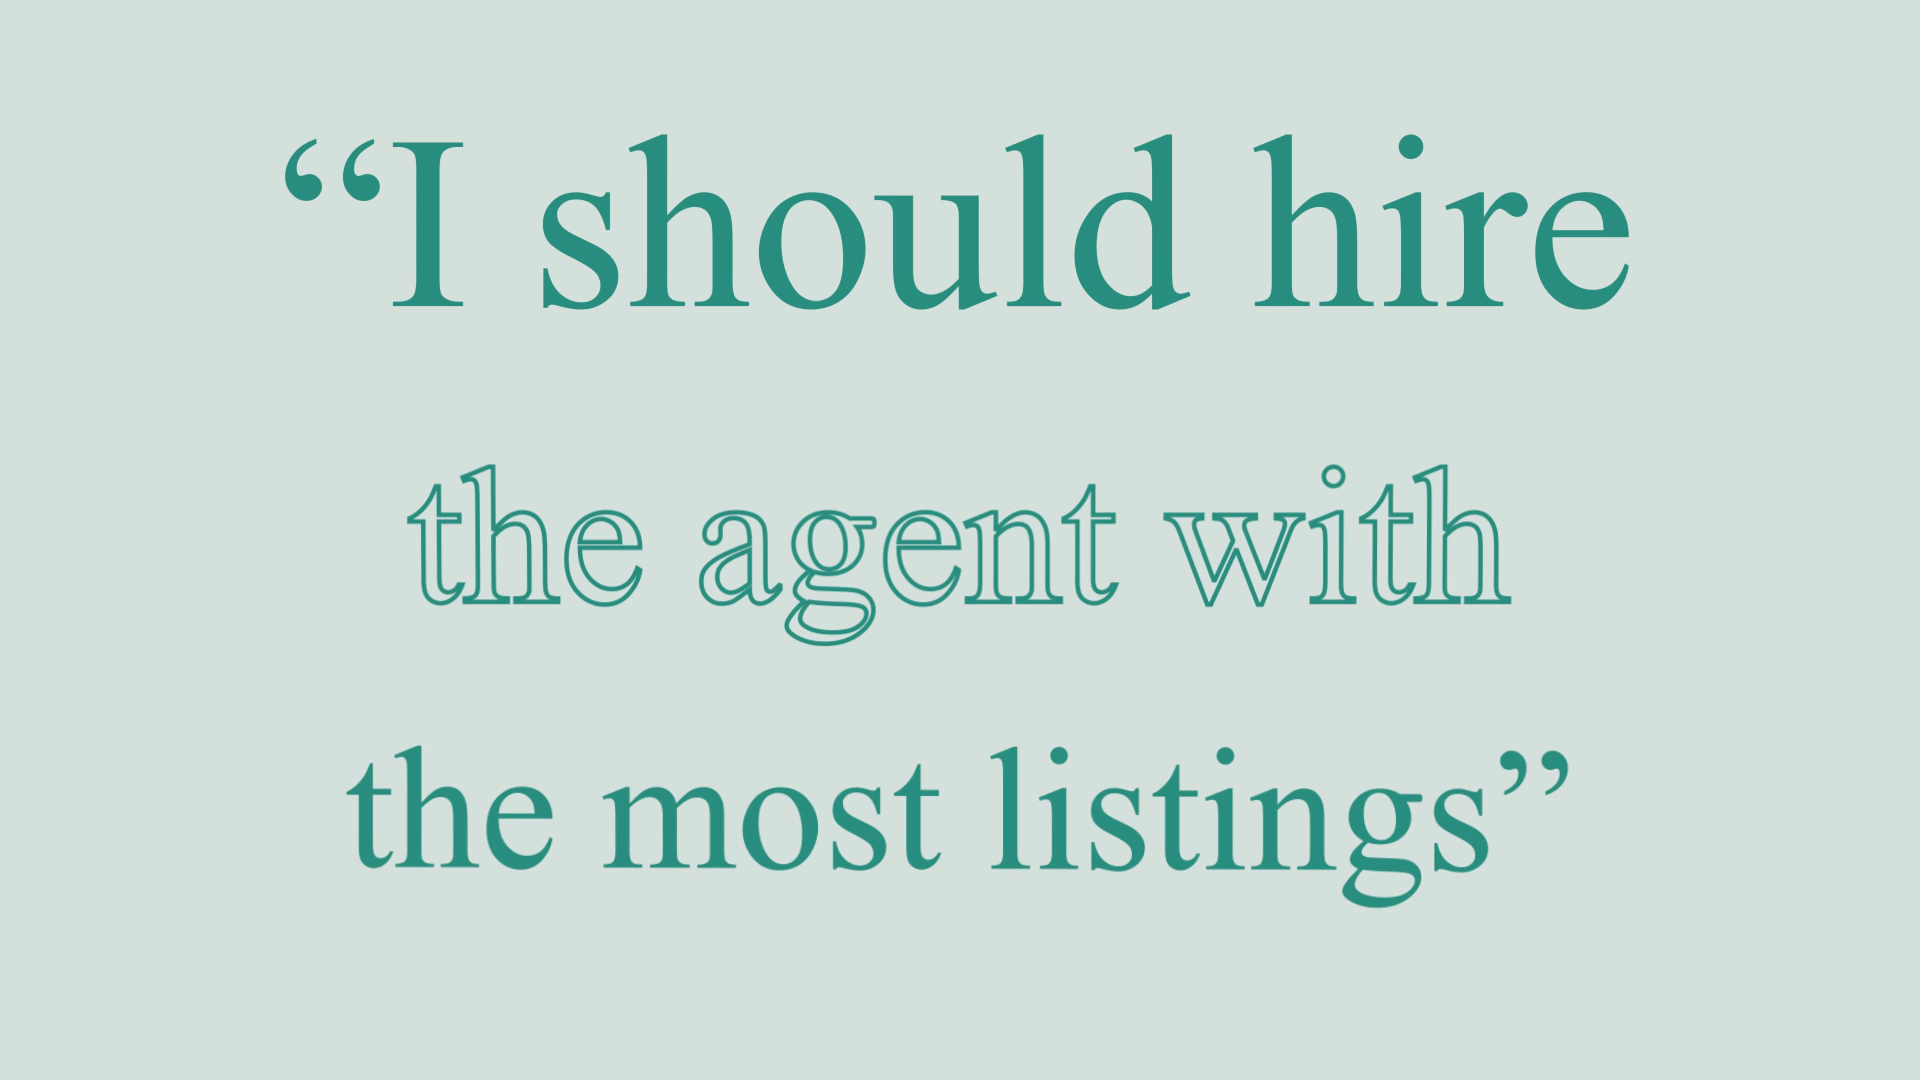 “I should hire
the agent with
the most listings”